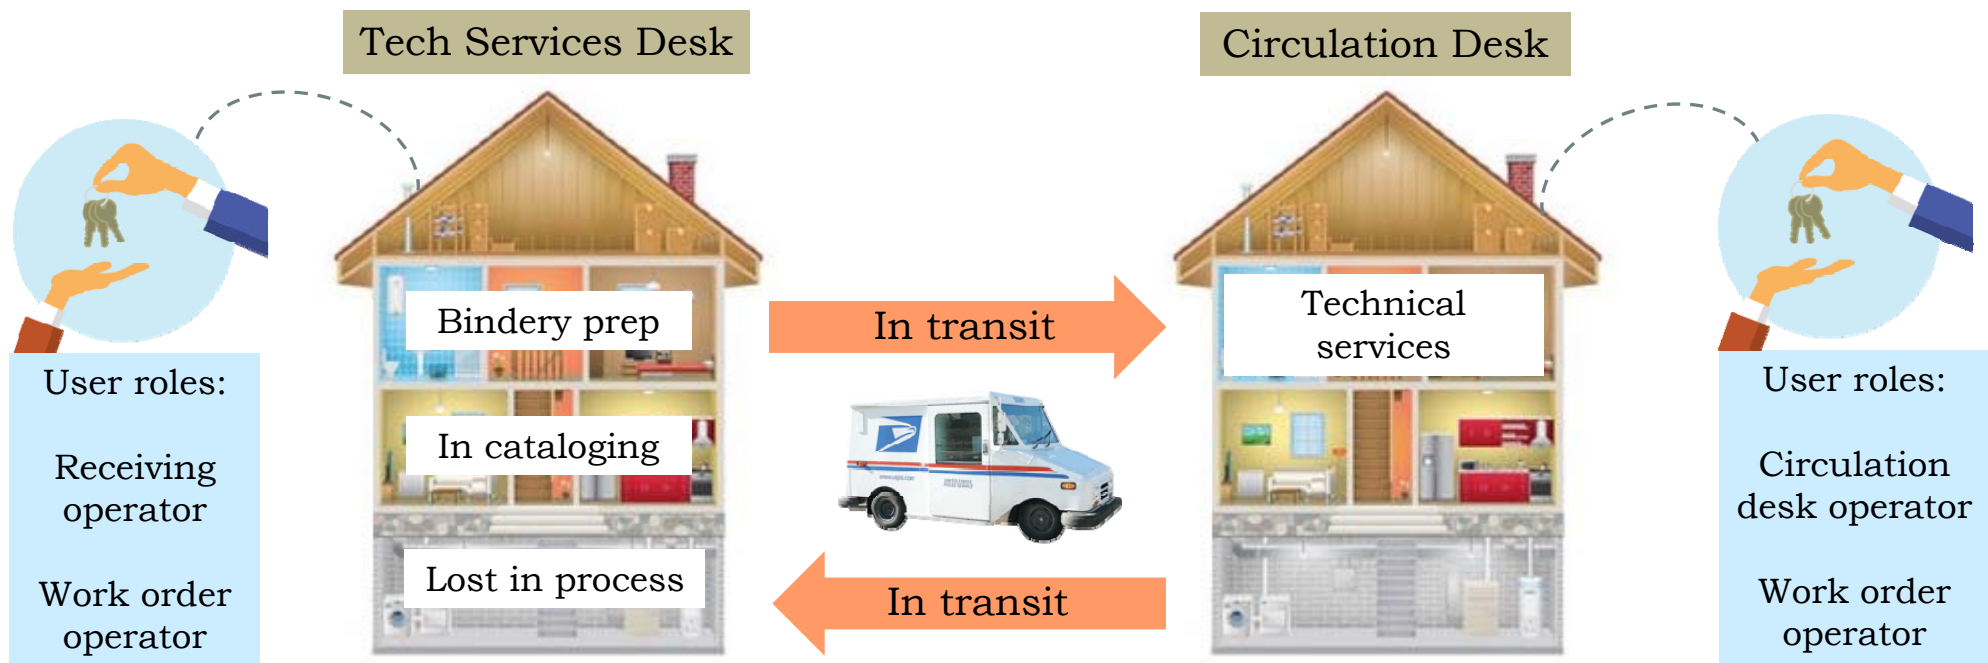 Tech Services Desk
Circulation Desk
Bindery prep
In cataloging
Lost in process
In transit
In transit
Technical
services
User roles:
Receiving
operator
Work order
operator
User roles:
Circulation
desk operator
Work order
operator